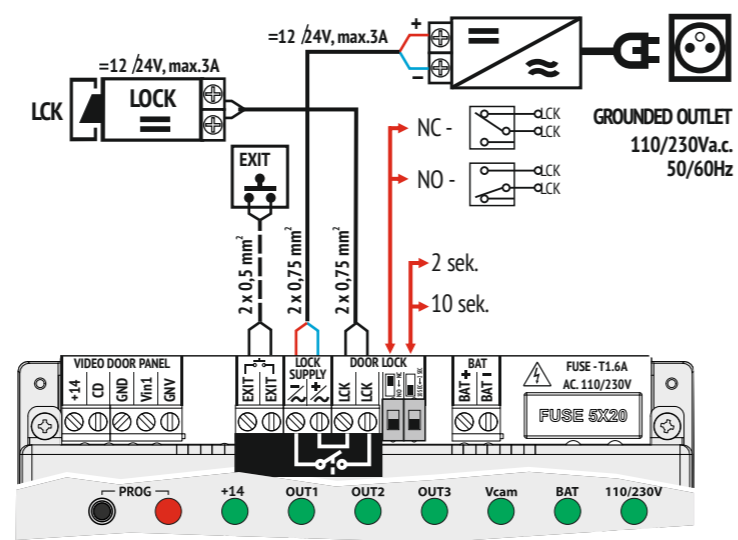 =12 /24V, max.3A
+
–
=12 /24V, max.3A
LCK
LOCK
GROUNDED OUTLET
110/230Va.c.
50/60Hz
NC -
LCK
LCK
NO -
LCK
LCK
EXIT
2 x 0,5 mm²
2 x 0,75 mm²
2 x 0,75 mm²
2 sek.
10 sek.
VIDEO DOOR PANEL
+14
CD
GND
Vin1
GNV
EXIT
EXIT
LOCK
SUPPLY
–
+
DOOR LOCK
LCK
LCK
BAT
BAT +
BAT –
FUSE - T1.6A
AC. 110/230V
FUSE 5X20
PROG
+14
OUT1
OUT2
OUT3
Vcam
BAT
110/230V